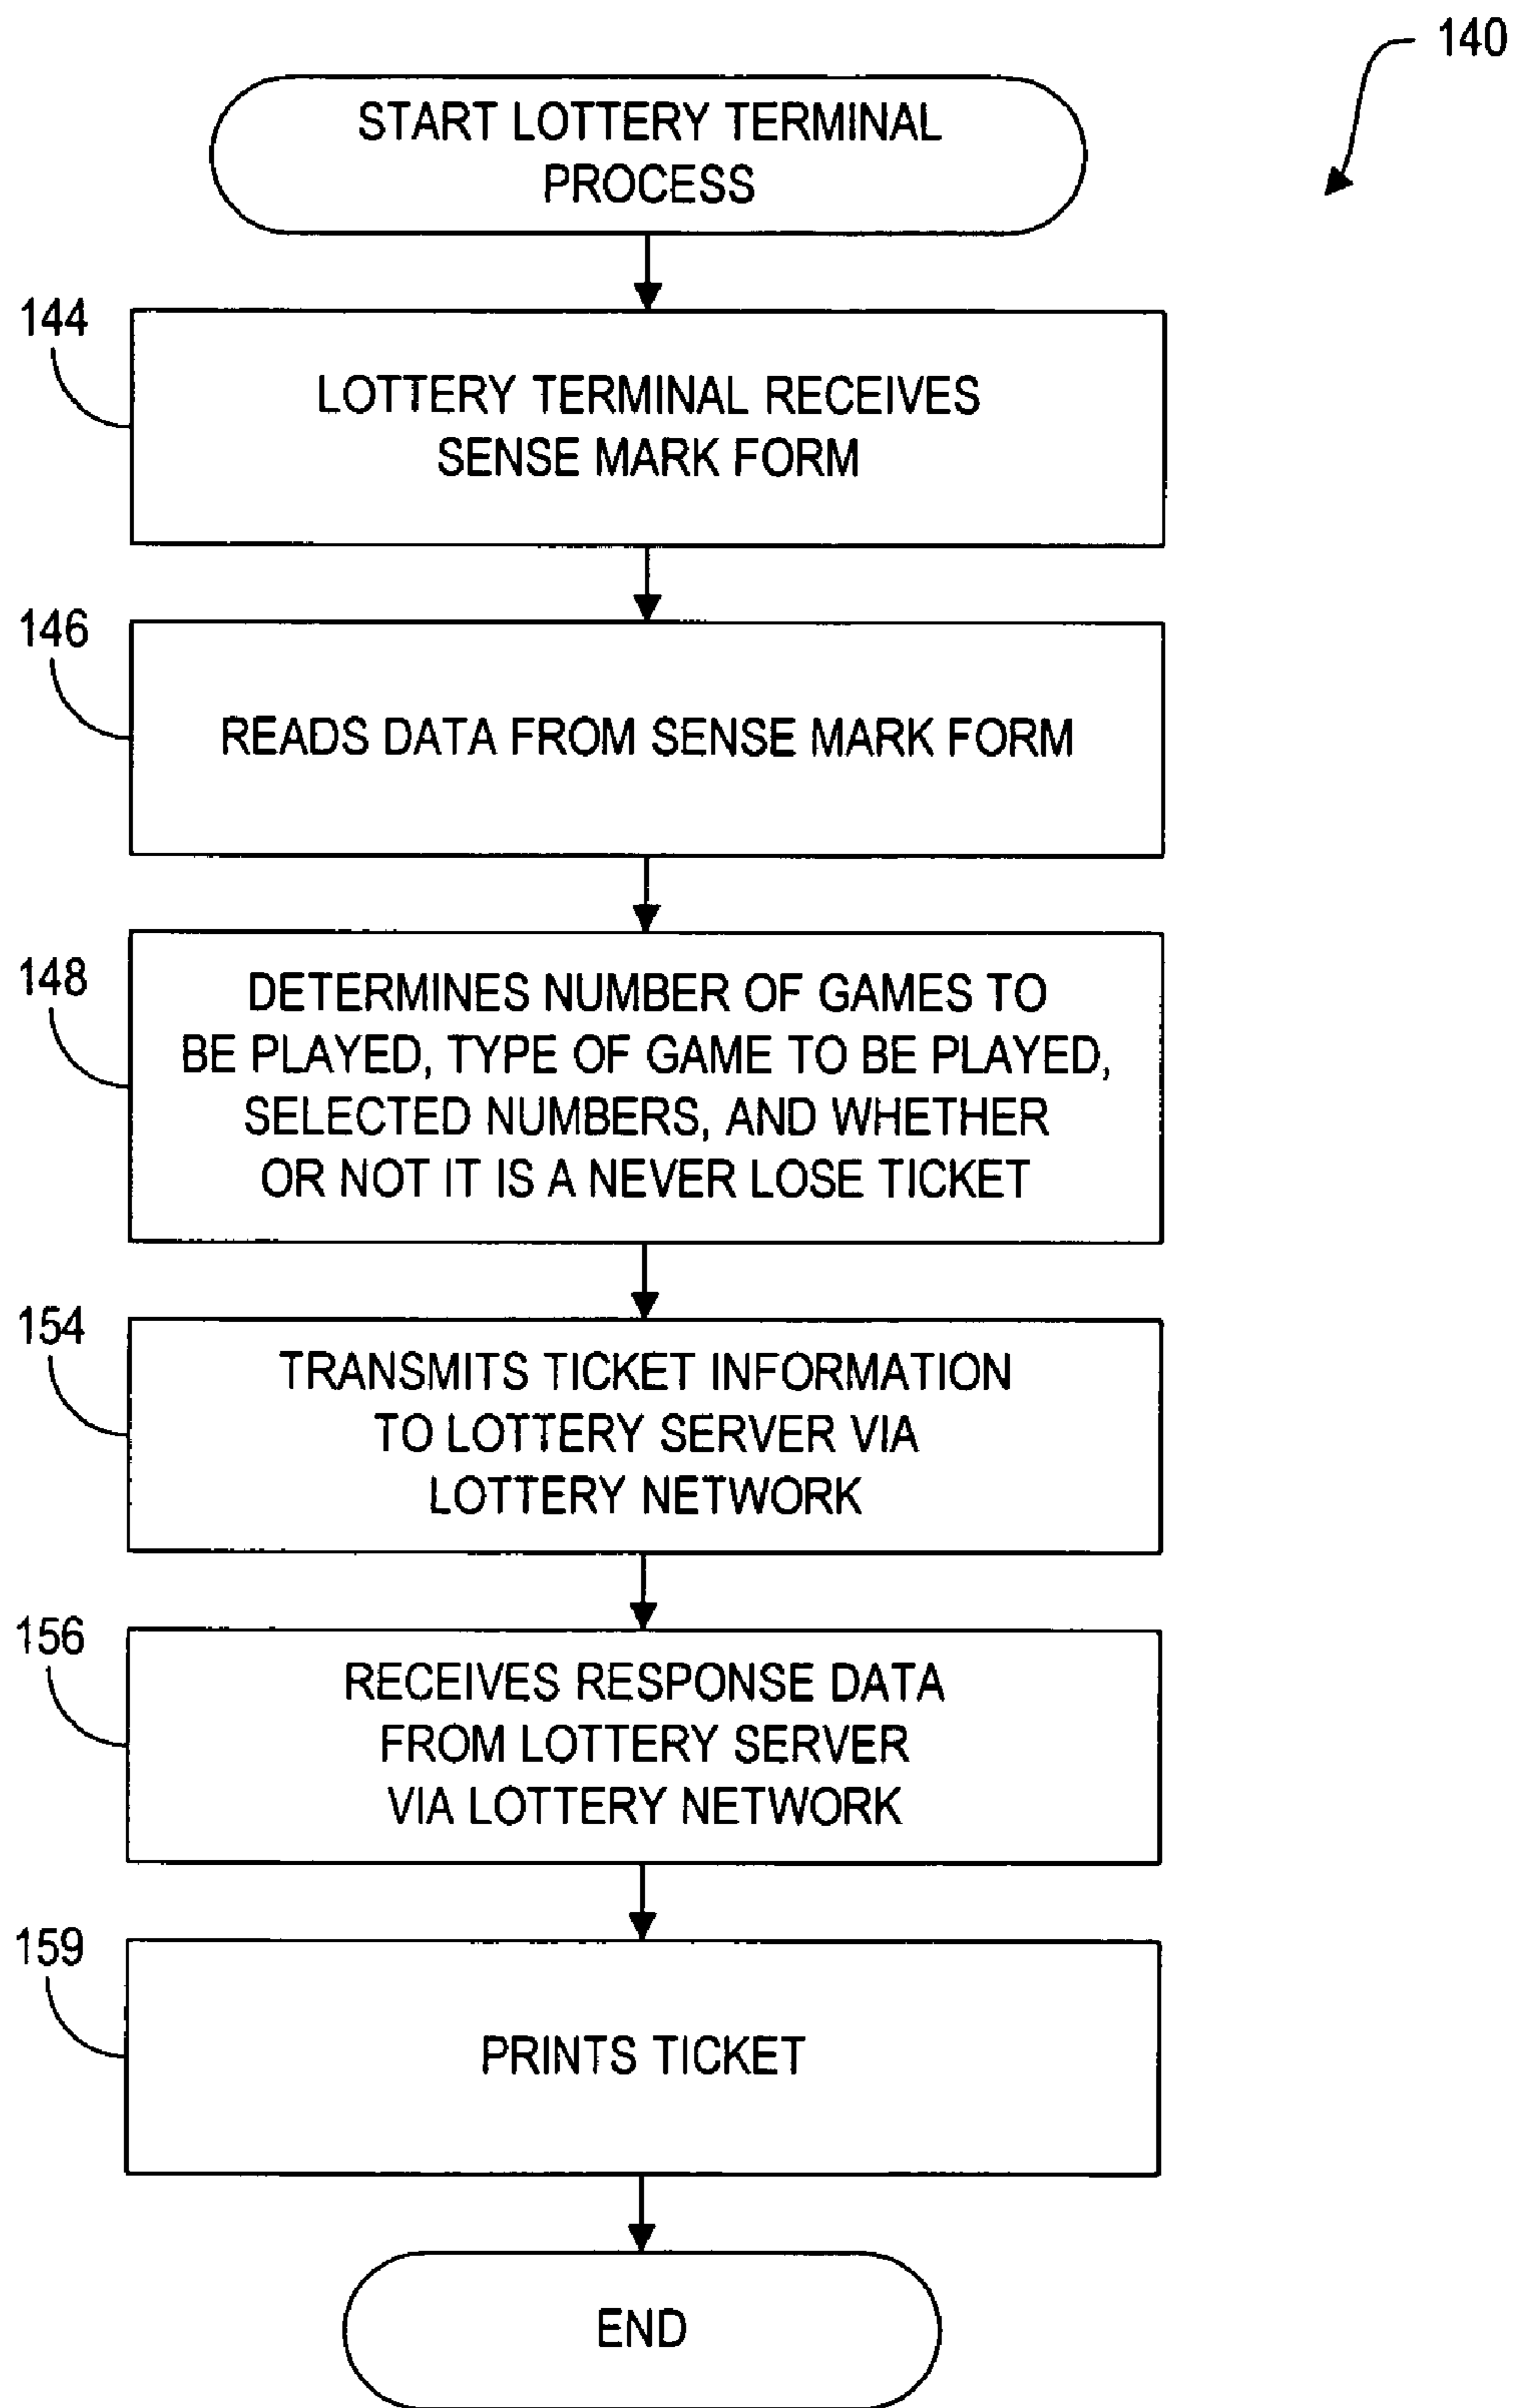 140
START LOTTERY TERMINAL
PROCESS
144
LOTTERY TERMINAL RECEIVES
SENSE MARK FORM
146
READS DATA FROM SENSE MARK FORM
148
DETERMINES NUMBER OF GAMES TO
BE PLAYED, TYPE OF GAME TO BE PLAYED,
SELECTED NUMBERS, AND WHETHER
OR NOT IT IS A NEVER LOSE TICKET
154
TRANSMITS TICKET INFORMATION
TO LOTTERY SERVER VIA
LOTTERY NETWORK
156
RECEIVES RESPONSE DATA
FROM LOTTERY SERVER
VIA LOTTERY NETWORK
159
PRINTS TICKET
END